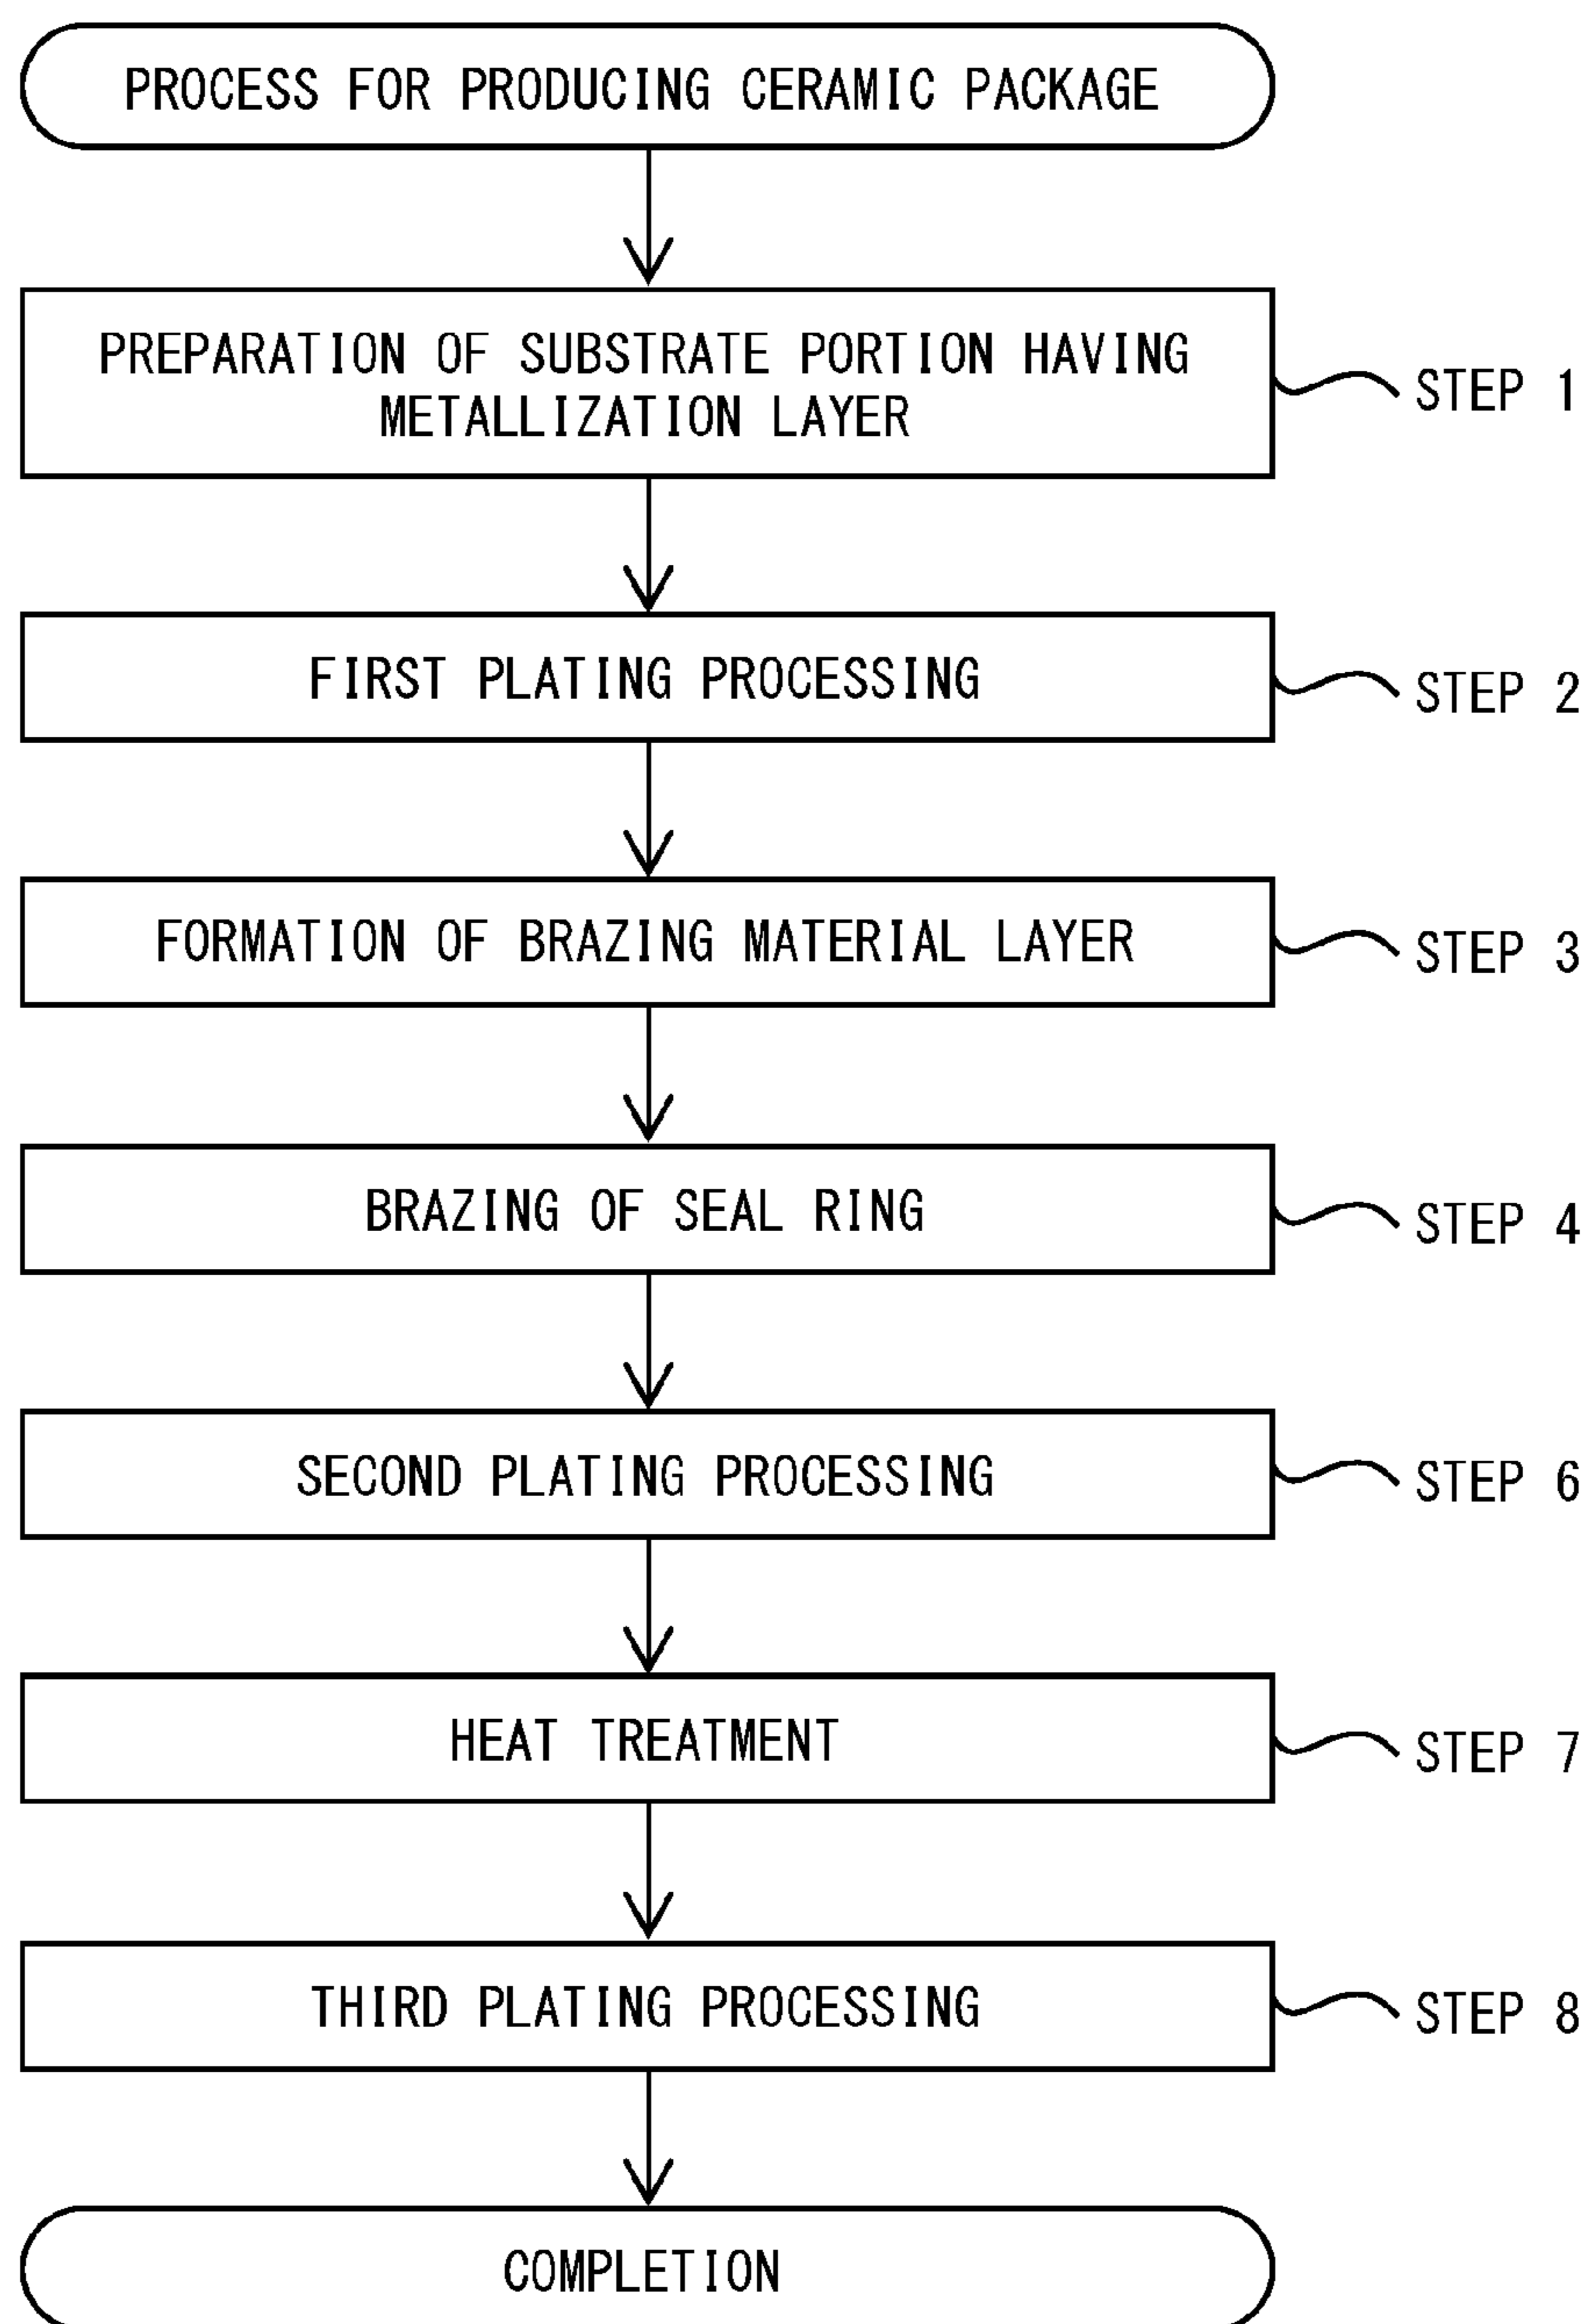 PROCESS FOR PRODUCING CERAMIC PACKAGE
PREPARATION OF SUBSTRATE PORTION HAVING
METALLIZATION LAYER
STEP 1
FIRST PLATING PROCESSING
STEP 2
FORMATION OF BRAZING MATERIAL LAYER
STEP 3
BRAZING OF SEAL RING
STEP 4
SECOND PLATING PROCESSING
STEP 6
HEAT TREATMENT
STEP 7
THIRD PLATING PROCESSING
STEP 8
COMPLETION